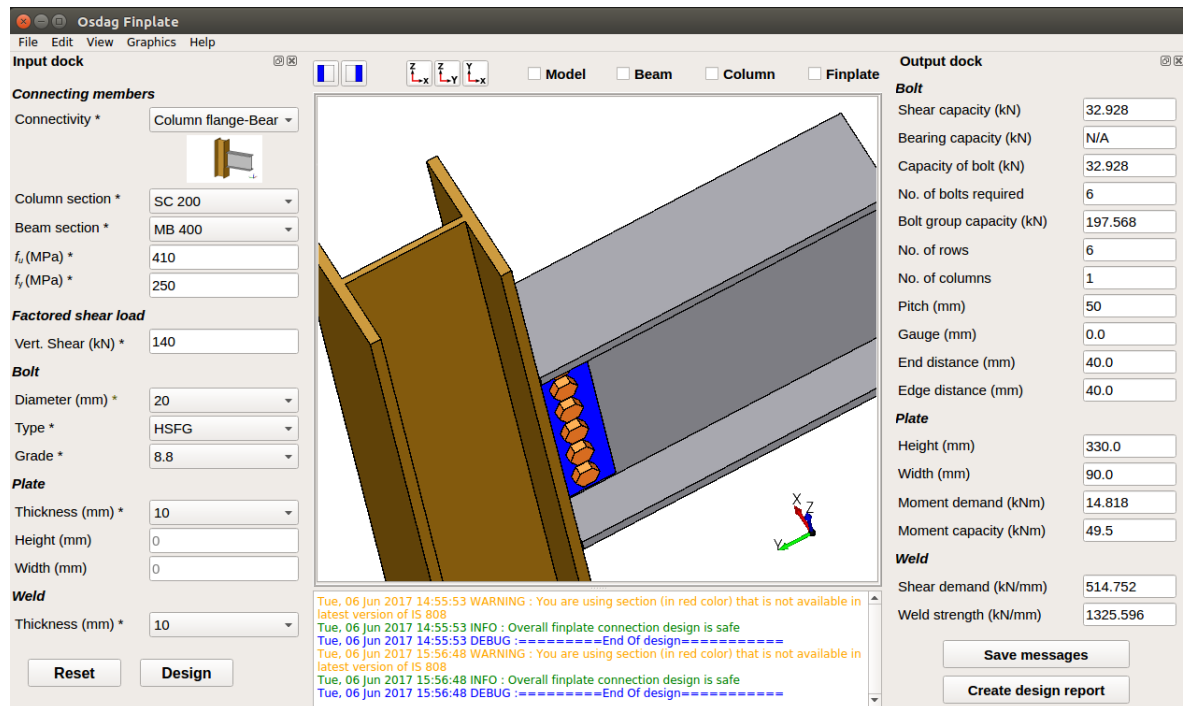 Osdag Finplate
File Edit View Graphics Help
Input dock
Connecting members
Connectivity * Column flange-Bear
Column section * SC 200
Beam section * MB 400
fu (MPa) * 410
fy (MPa) * 250
Factored shear load
Vert. Shear (kN) * 140
Bolt
Diameter (mm) * 20
Type * HSFG
Grade * 8.8
Plate
Thickness (mm) * 10
Height (mm) 0
Width (mm) 0
Weld
Thickness (mm) * 10
Reset Design
Z x Z Y Y x Model Beam Column Finplate
X Z
Y
Tue, 06 Jun 2017 14:55:53 WARNING : You are using section (in red color) that is not available in
latest version of IS 808
Tue, 06 Jun 2017 14:55:53 INFO : Overall finplate connection design is safe
Tue, 06 Jun 2017 14:55:53 DEBUG :=========End Of design===========
Tue, 06 Jun 2017 15:56:48 WARNING : You are using section (in red color) that is not available in
latest version of IS 808
Tue, 06 Jun 2017 15:56:48 INFO : Overall finplate connection design is safe
Tue, 06 Jun 2017 15:56:48 DEBUG :=========End Of design===========
Output dock
Bolt
Shear capacity (kN) 32.928
Bearing capacity (kN) N/A
Capacity of bolt (kN) 32.928
No. of bolts required 6
Bolt group capacity (kN) 197.568
No. of rows 6
No. of columns 1
Pitch (mm) 50
Gauge (mm) 0.0
End distance (mm) 40.0
Edge distance (mm) 40.0
Plate
Height (mm) 330.0
Width (mm) 90.0
Moment demand (kNm) 14.818
Moment capacity (kNm) 49.5
Weld
Shear demand (kN/mm) 514.752
Weld strength (kN/mm) 1325.596
Save messages
Create design report